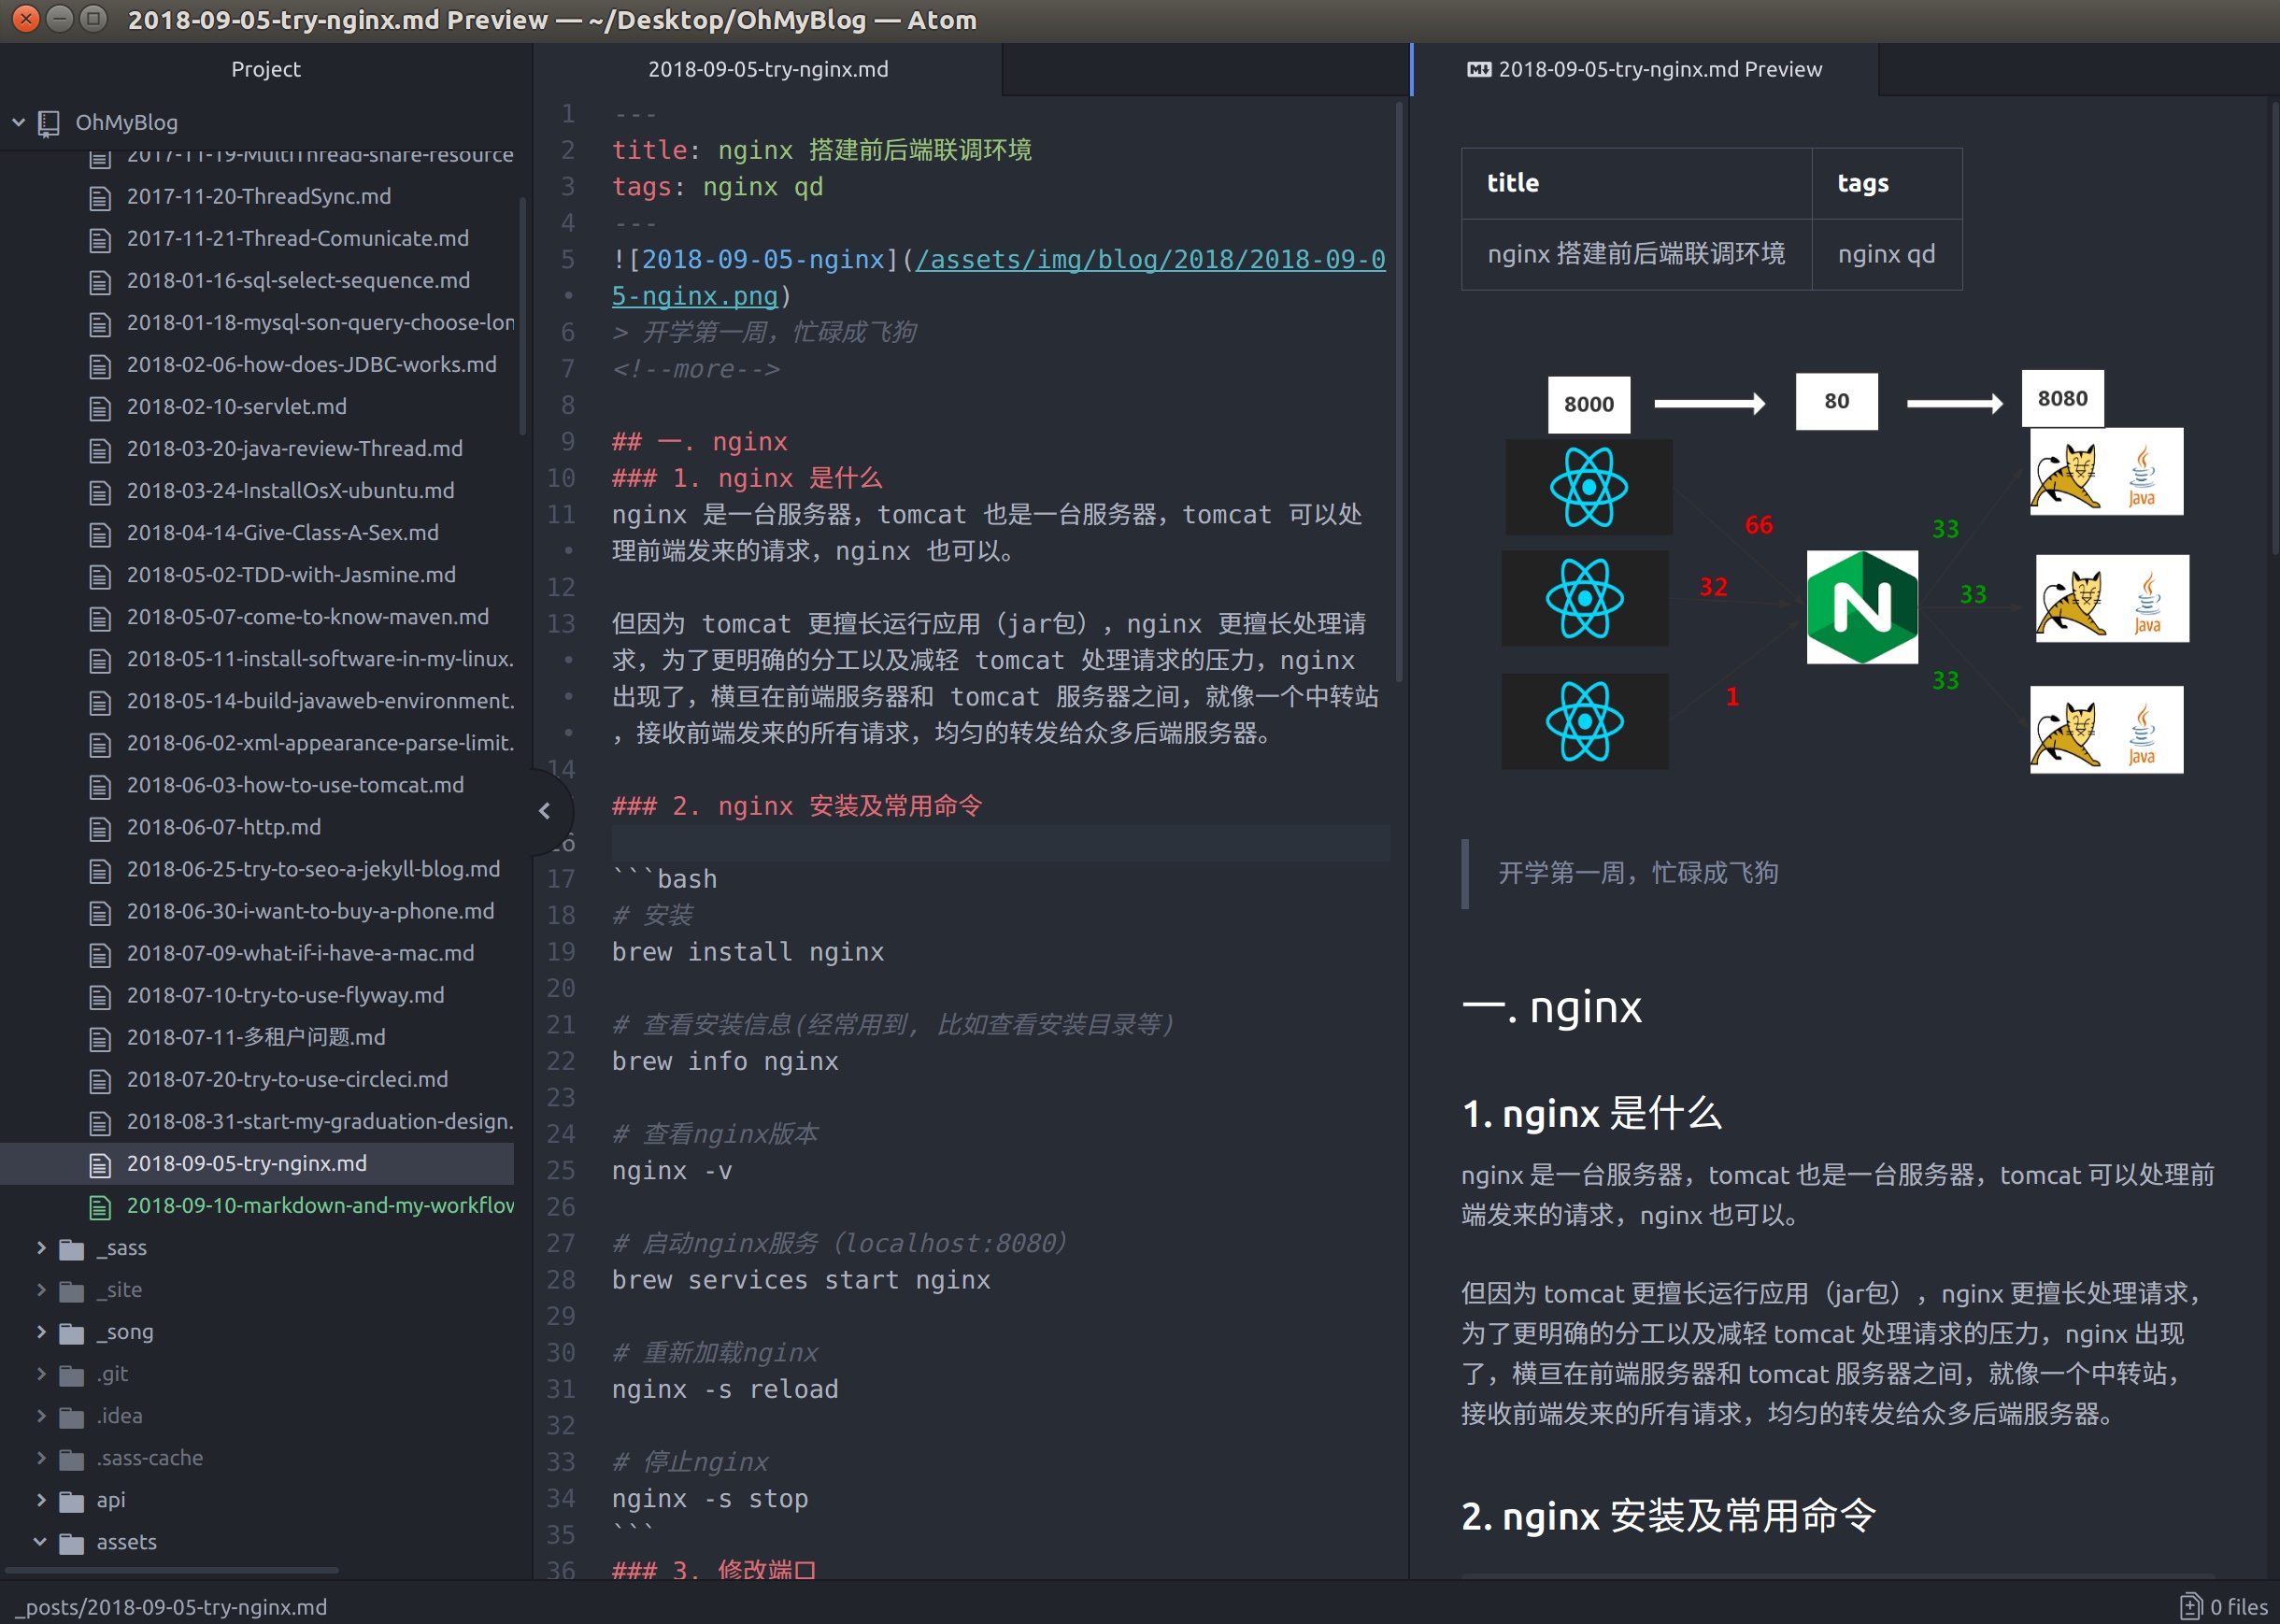 2018-09-05-try-nginx.md Preview — ~/Desktop/OhMyBlog — Atom
Project
OhMyBlog
2017-11-19-MultiThread-share-resource
2017-11-20-ThreadSync.md
2017-11-21-Thread-Comunicate.md
2018-01-16-sql-select-sequence.md
2018-01-18-mysql-son-query-choose-lon
2018-02-06-how-does-JDBC-works.md
2018-02-10-servlet.md
2018-03-20-java-review-Thread.md
2018-03-24-InstallOsX-ubuntu.md
2018-04-14-Give-Class-A-Sex.md
2018-05-02-TDD-with-Jasmine.md
2018-05-07-come-to-know-maven.md
2018-05-11-install-software-in-my-linux.
2018-05-14-build-javaweb-environment.
2018-06-02-xml-appearance-parse-limit.
2018-06-03-how-to-use-tomcat.md
2018-06-07-http.md
2018-06-25-try-to-seo-a-jekyll-blog.md
2018-06-30-i-want-to-buy-a-phone.md
2018-07-09-what-if-i-have-a-mac.md
2018-07-10-try-to-use-flyway.md
2018-07-11-多租户问题.md
2018-07-20-try-to-use-circleci.md
2018-08-31-start-my-graduation-design.
2018-09-05-try-nginx.md
2018-09-10-markdown-and-my-workflow
_sass
_site
_song
.git
.idea
.sass-cache
api
assets
2018-09-05-try-nginx.md
1 ---
2 title: nginx 搭建前后端联调环境
3 tags: nginx qd
4 ---
5 ![2018-09-05-nginx](/assets/img/blog/2018/2018-09-0
• 5-nginx.png)
6 > 开学第一周，忙碌成飞狗
7 <!--more-->
8
9 ## 一. nginx
10 ### 1. nginx 是什么
11 nginx 是一台服务器，tomcat 也是一台服务器，tomcat 可以处
• 理前端发来的请求，nginx 也可以。
12
13 但因为 tomcat 更擅长运行应用（jar包），nginx 更擅长处理请
• 求，为了更明确的分工以及减轻 tomcat 处理请求的压力，nginx
• 出现了，横亘在前端服务器和 tomcat 服务器之间，就像一个中转站
• ，接收前端发来的所有请求，均匀的转发给众多后端服务器。
14
### 2. nginx 安装及常用命令
16
17 ```bash
18 # 安装
19 brew install nginx
20
21 # 查看安装信息(经常用到, 比如查看安装目录等)
22 brew info nginx
23
24 # 查看nginx版本
25 nginx -v
26
27 # 启动nginx服务（localhost:8080）
28 brew services start nginx
29
30 # 重新加载nginx
31 nginx -s reload
32
33 # 停止nginx
34 nginx -s stop
35 ```
36 ### 3. 修改端口
2018-09-05-try-nginx.md Preview
title tags
nginx 搭建前后端联调环境 nginx qd
8000 80 8080
Java
66 33
32 33
N
Java
1 33
Java
开学第一周，忙碌成飞狗
一. nginx
1. nginx 是什么
nginx 是一台服务器，tomcat 也是一台服务器，tomcat 可以处理前
端发来的请求，nginx 也可以。
但因为 tomcat 更擅长运行应用（jar包），nginx 更擅长处理请求，
为了更明确的分工以及减轻 tomcat 处理请求的压力，nginx 出现
了，横亘在前端服务器和 tomcat 服务器之间，就像一个中转站，
接收前端发来的所有请求，均匀的转发给众多后端服务器。
2. nginx 安装及常用命令
_posts/2018-09-05-try-nginx.md
0 files